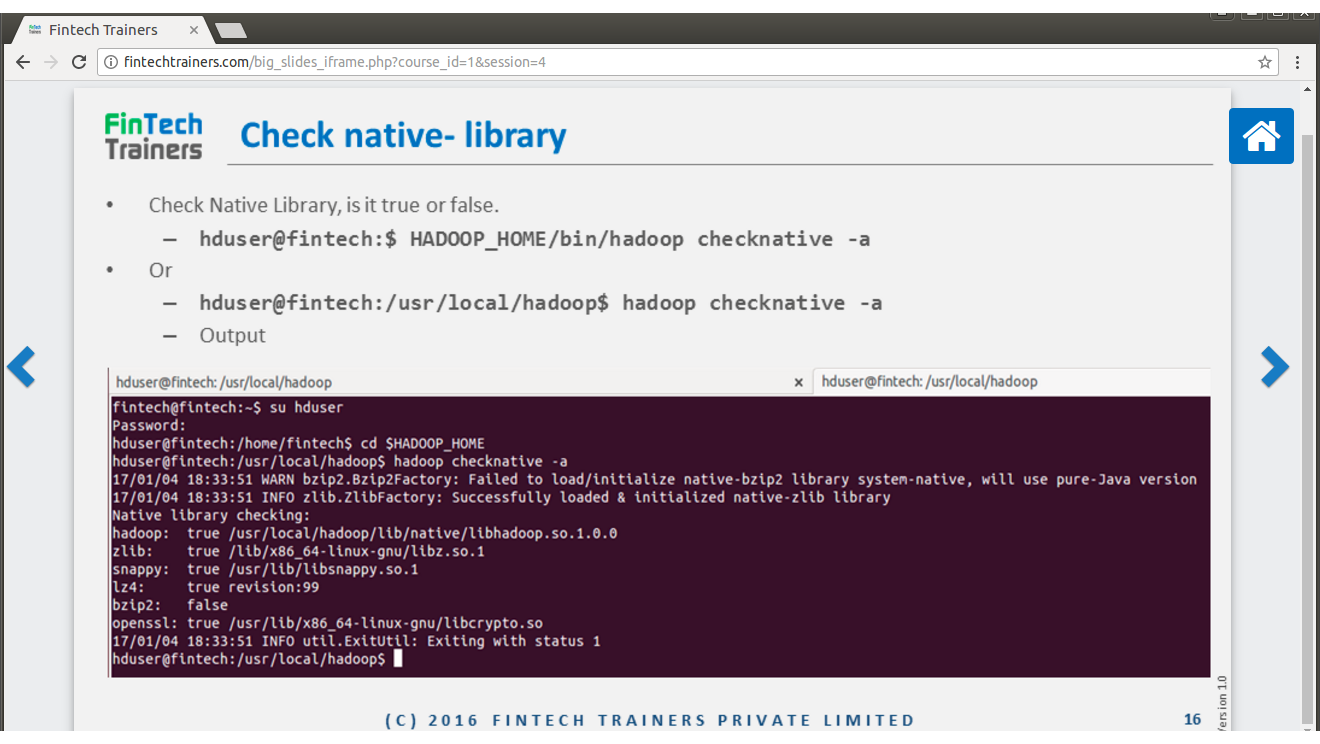 Fintech Trainers
fintechtrainers.com/big_slides_iframe.php?course_id=1&session=4
FinTech
Trainers
Check native- library
• Check Native Library, is it true or false.
– hduser@fintech:$ HADOOP_HOME/bin/hadoop checknative -a
• Or
– hduser@fintech:/usr/local/hadoop$ hadoop checknative -a
– Output
hduser@fintech: /usr/local/hadoop x hduser@fintech: /usr/local/hadoop
fintech@fintech:~$ su hduser
Password:
hduser@fintech:/home/fintech$ cd $HADOOP_HOME
hduser@fintech:/usr/local/hadoop$ hadoop checknative -a
17/01/04 18:33:51 WARN bzip2.Bzip2Factory: Failed to load/initialize native-bzip2 library system-native, will use pure-Java version
17/01/04 18:33:51 INFO zlib.ZlibFactory: Successfully loaded & initialized native-zlib library
Native library checking:
hadoop:  true /usr/local/hadoop/lib/native/libhadoop.so.1.0.0
zlib:    true /lib/x86_64-linux-gnu/libz.so.1
snappy:  true /usr/lib/libsnappy.so.1
lz4:     true revision:99
bzip2:   false
openssl: true /usr/lib/x86_64-linux-gnu/libcrypto.so
17/01/04 18:33:51 INFO util.ExitUtil: Exiting with status 1
hduser@fintech:/usr/local/hadoop$
(C) 2016 FINTECH TRAINERS PRIVATE LIMITED
16
1.0